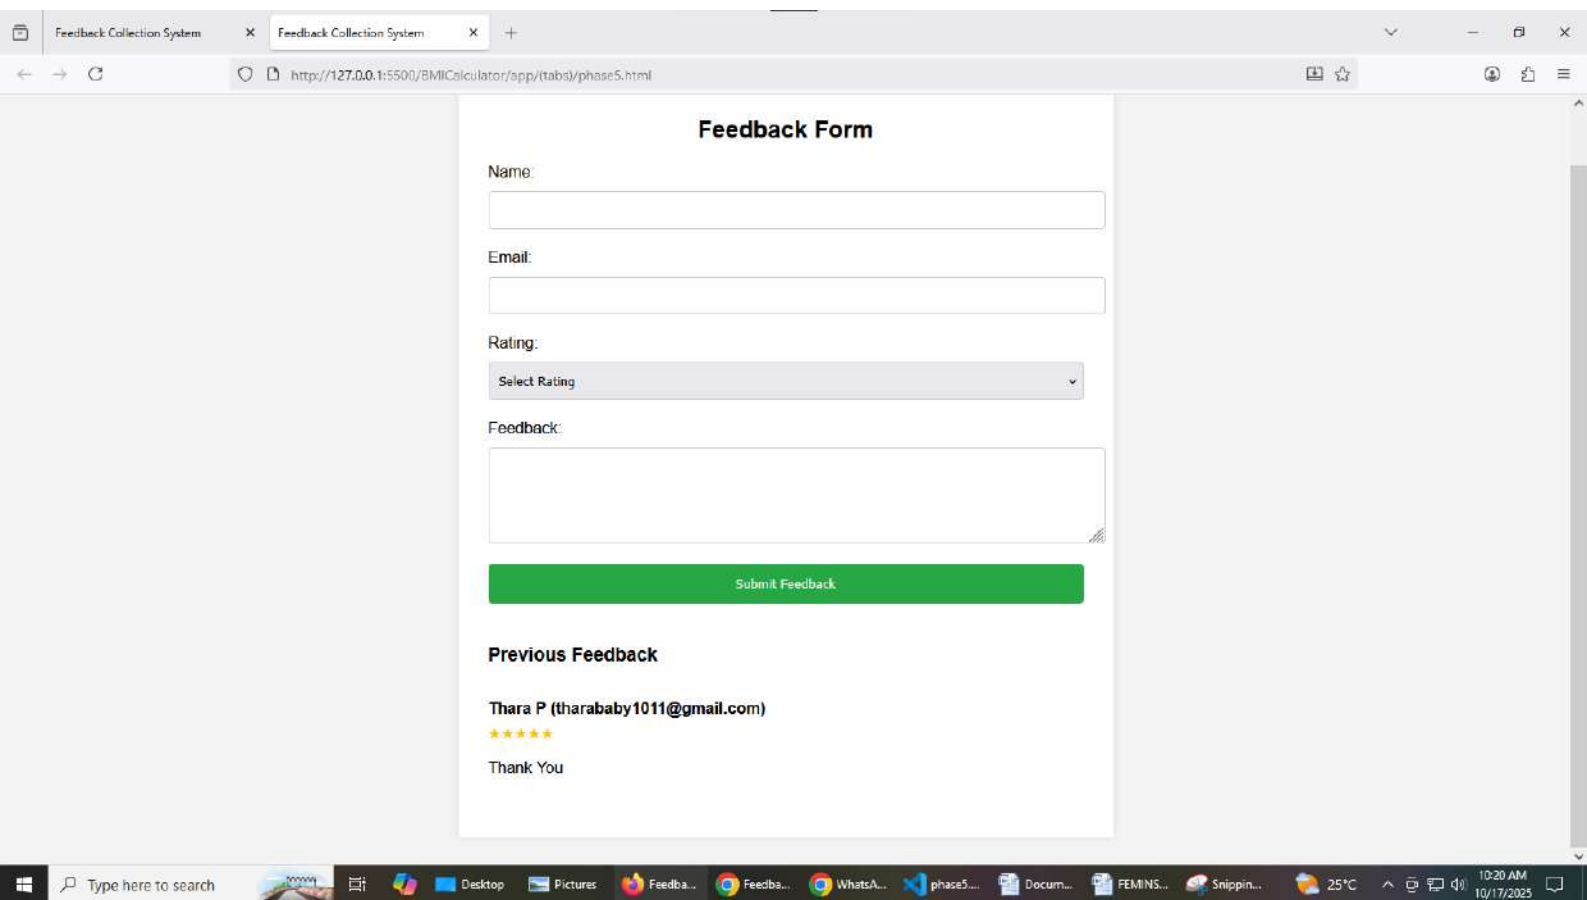 Feedback Collection System
Feedback Collection System
http://127.0.0.1:5500/BMICalculator/app/(tabs)/phase5.html
Feedback Form
Name:
Email:
Rating:
Select Rating
Feedback:
Submit Feedback
Previous Feedback
Thara P (tharababy1011@gmail.com)
★★★★★
Thank You
Type here to search
Desktop
Pictures
Feedba...
Feedba...
WhatsA...
phase5....
Docum...
FEMINS...
Snippin...
25°C
10:20 AM
10/17/2025